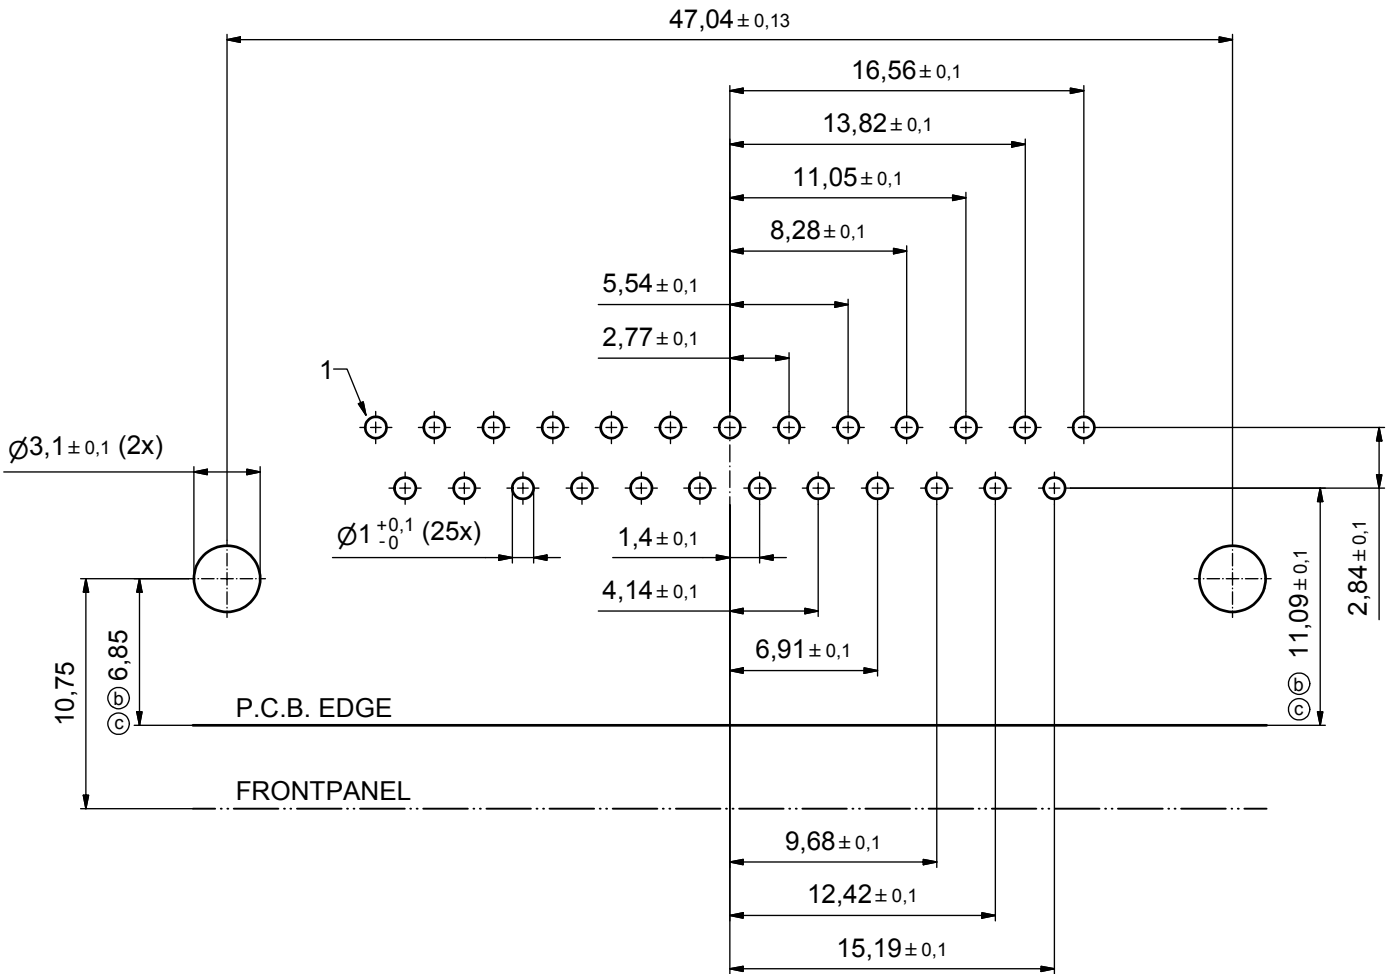 47,04 ± 0,13
16,56 ± 0,1
13,82 ± 0,1
11,05 ± 0,1
8,28 ± 0,1
5,54 ± 0,1
2,77 ± 0,1
1
Ø3,1 ± 0,1 (2x)
Ø1 +0,1 -0 (25x)
1,4 ± 0,1
4,14 ± 0,1
6,91 ± 0,1
2,84 ± 0,1
ⓑ 11,09 ± 0,1
ⓒ
10,75
ⓑ 6,85
ⓒ
P.C.B. EDGE
FRONTPANEL
9,68 ± 0,1
12,42 ± 0,1
15,19 ± 0,1